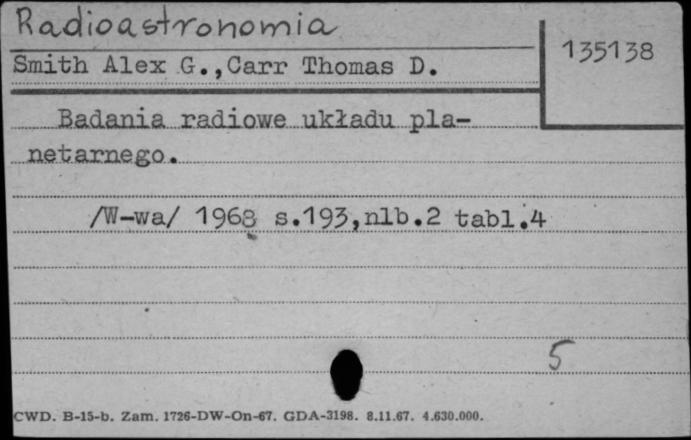 Radioastronomia
135138
Smith Alex G.,Carr Thomas D.
Badania radiowe układu pla-
netarnego.
/W-wa/ 1968 s.193,nlb.2 tabl.4
5
CWD. B-15-b. Zam. 1726-DW-On-67. GDA-3198. 8.11.67. 4.630.000.